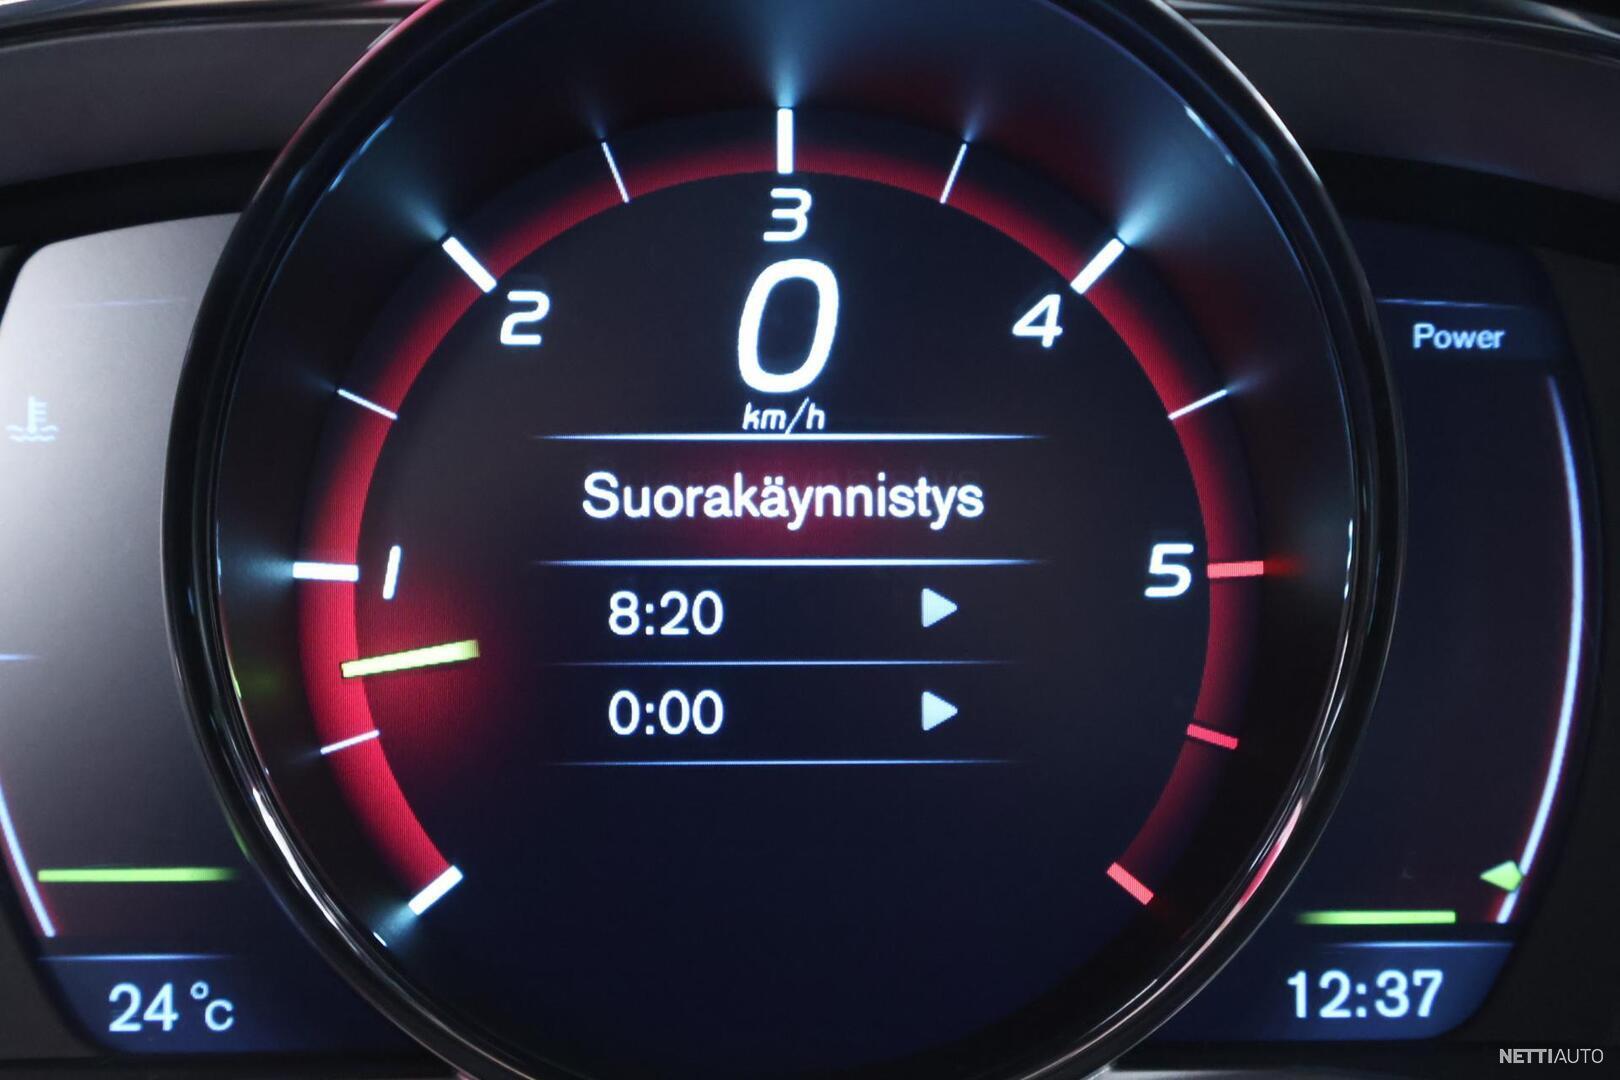 3
2
4
0
km/h
Power
Suorakäynnistys
1
5
8:20
0:00
24°c
12:37
NETTIAUTO